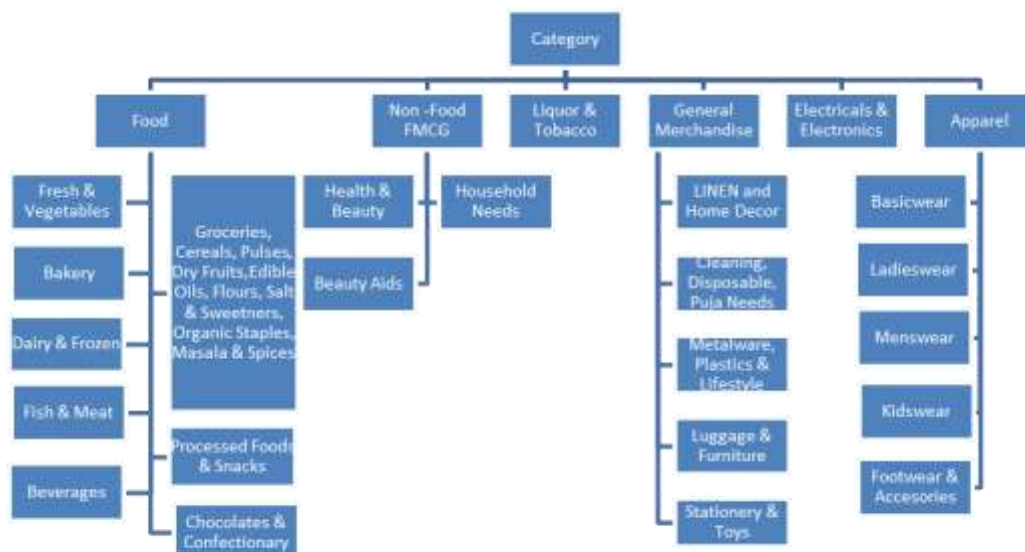 Category
Food
Non -Food
FMCG
Liquor &
Tobacco
General
Merchandise
Electricals &
Electronics
Apparel
Fresh &
Vegetables
Bakery
Dairy & Frozen
Fish & Meat
Beverages
Groceries,
Cereals, Pulses,
Dry Fruits,Edible
Oils, Flours, Salt
& Sweetners,
Organic Staples,
Masala & Spices
Processed Foods
& Snacks
Chocolates &
Confectionary
Health &
Beauty
Household
Needs
Beauty Aids
LINEN and
Home Decor
Cleaning,
Disposable,
Puja Needs
Metalware,
Plastics &
Lifestyle
Luggage &
Furniture
Stationery &
Toys
Basicwear
Ladieswear
Menswear
Kidswear
Footwear &
Accesories